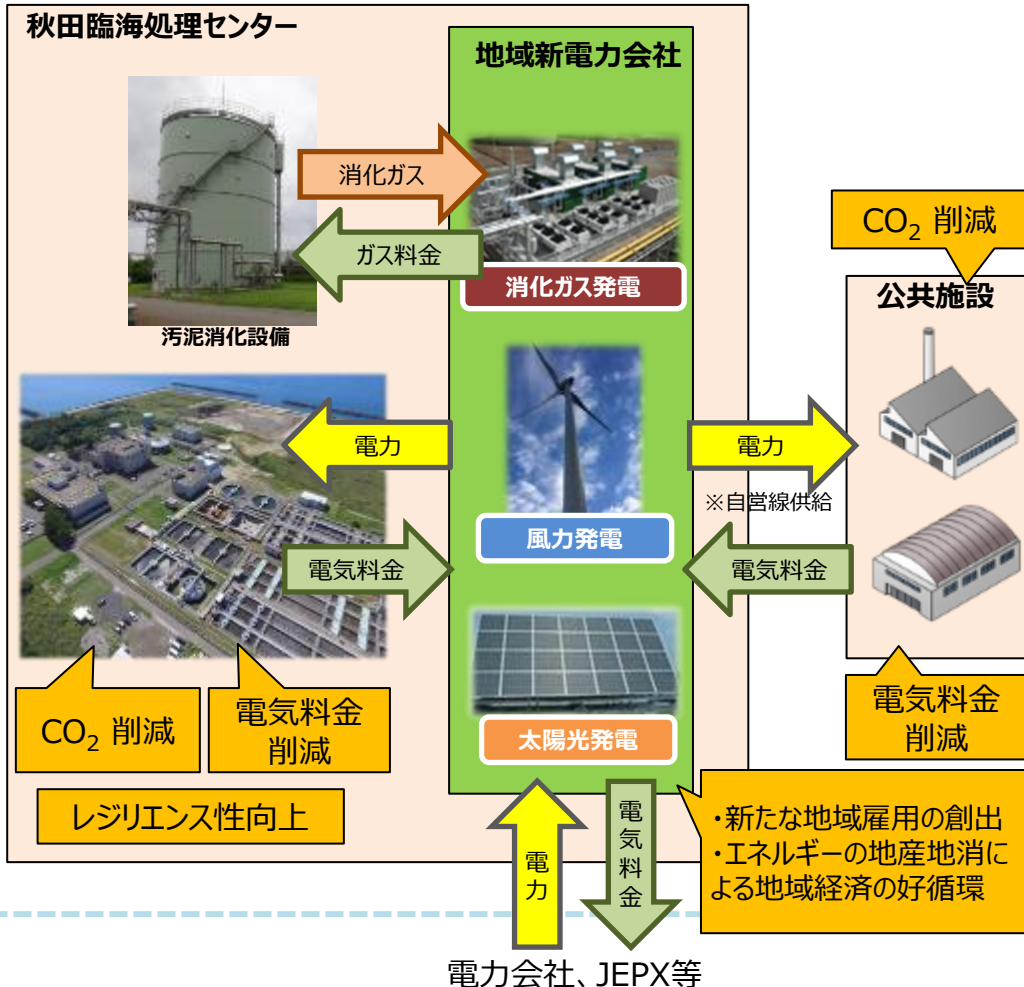 秋田臨海処理センター
地域新電力会社
消化ガス
ガス料金
消化ガス発電
汚泥消化設備
CO2 削減
公共施設
電力
電力
※自営線供給
風力発電
電気料金
電気料金
太陽光発電
CO2 削減
電気料金
削減
電気料金
削減
レジリエンス性向上
電力
電気料金
・新たな地域雇用の創出
・エネルギーの地産地消に
よる地域経済の好循環
電力会社、JEPX等